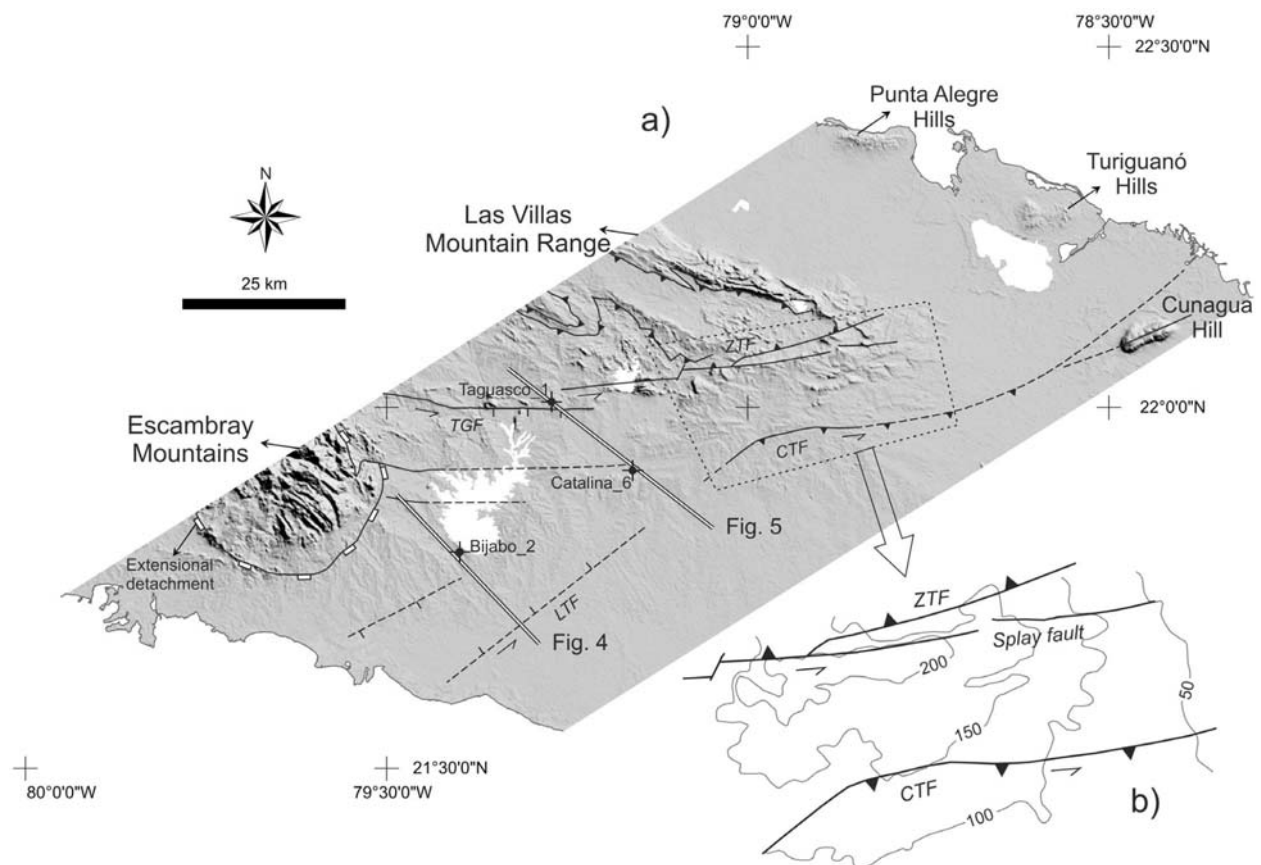 79°0'0"W
78°30'0"W
22°30'0"N
a)
Punta Alegre
Hills
Turiguanó
Hills
N
Las Villas
Mountain Range
25 km
Cunagua
Hill
ZTF
Taguasco_1
TGF
22°0'0"N
Escambray
Mountains
CTF
Catalina_6
Fig. 5
Bijabo_2
Extensional
detachment
LTF
Fig. 4
ZTF
Splay fault
200
50
150
CTF
100
b)
21°30'0"N
80°0'0"W
79°30'0"W